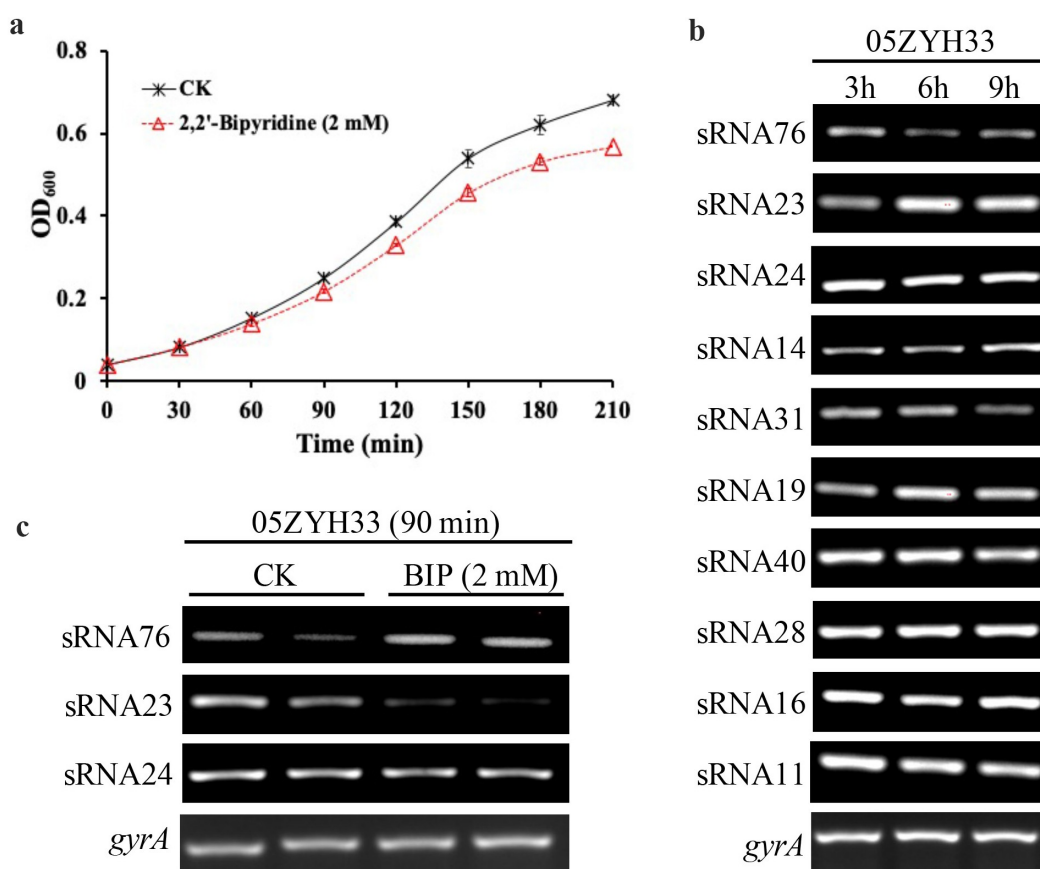 a
0.8
0.6
0.4
0.2
0
OD600
CK
2,2'-Bipyridine (2 mM)
0 30 60 90 120 150 180 210
Time (min)
b
05ZYH33
3h 6h 9h
sRNA76
sRNA23
sRNA24
sRNA14
sRNA31
sRNA19
sRNA40
sRNA28
sRNA16
sRNA11
gyrA
c
05ZYH33 (90 min)
CK BIP (2 mM)
sRNA76
sRNA23
sRNA24
gyrA